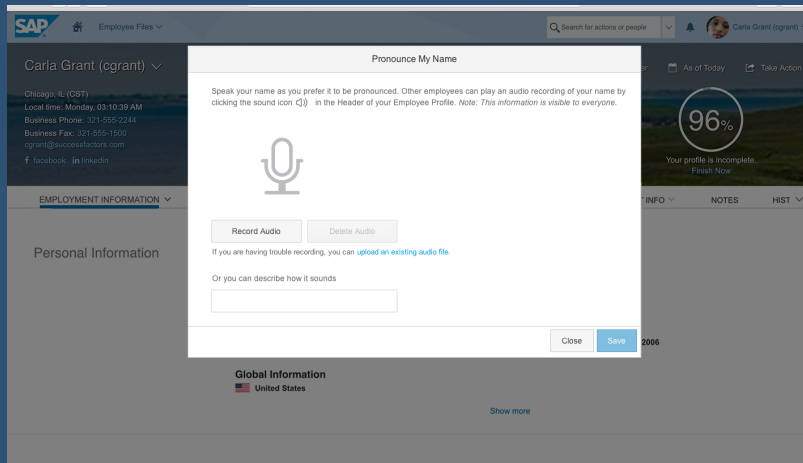 SAP
Employee Files
Search for actions or people
Carla Grant (cgrant)
Carla Grant (cgrant)
As of Today
Take Action
Chicago, IL (CST)
Local time: Monday, 03:10:39 AM
Business Phone: 321-555-2244
Business Fax: 321-555-1500
cgrant@successfactors.com
facebook in linkedin
96%
Your profile is incomplete.
Finish Now
EMPLOYMENT INFORMATION
INFO
NOTES
HIST
Pronounce My Name
Speak your name as you prefer it to be pronounced. Other employees can play an audio recording of your name by
clicking the sound icon in the Header of your Employee Profile. Note: This information is visible to everyone.
Record Audio
Delete Audio
If you are having trouble recording, you can upload an existing audio file.
Or you can describe how it sounds
Close
Save
Personal Information
2006
Global Information
United States
Show more